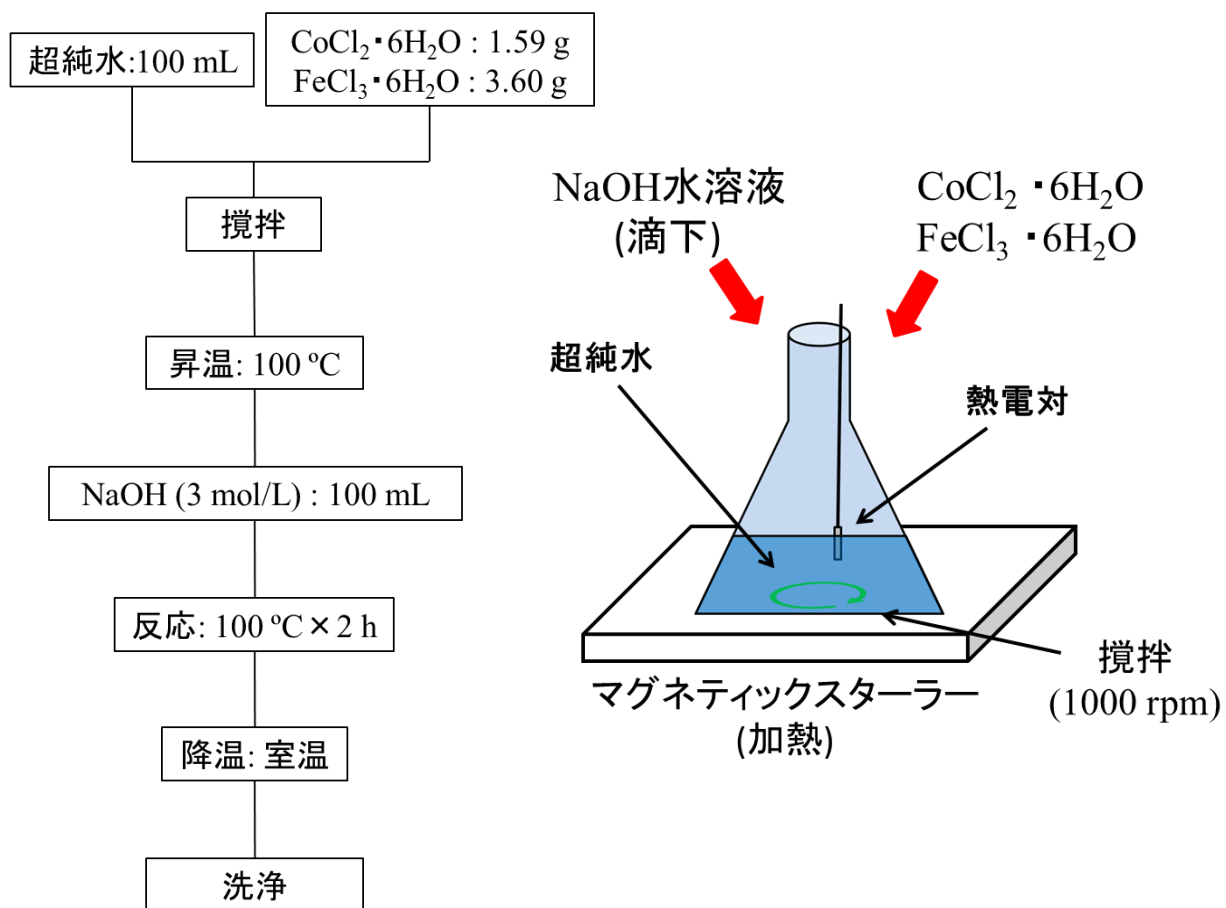 超純水:100 mL
CoCl₂・6H₂O : 1.59 g
FeCl₃・6H₂O : 3.60 g
攪拌
昇温: 100 ºC
NaOH (3 mol/L) : 100 mL
反応: 100 ºC×2 h
降温: 室温
洗浄
NaOH水溶液
(滴下)
CoCl₂ ・6H₂O
FeCl₃ ・6H₂O
超純水
熱電対
攪拌
(1000 rpm)
マグネティックスターラー
(加熱)